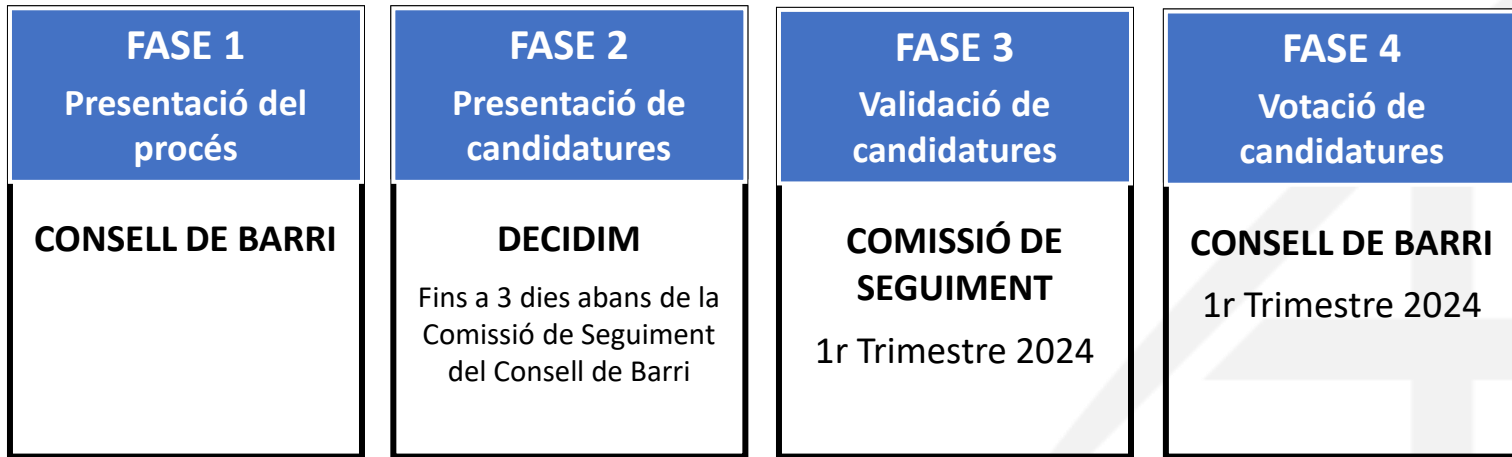 FASE 1
Presentació del
procés
CONSELL DE BARRI
FASE 2
Presentació de
candidatures
DECIDIM
Fins a 3 dies abans de la
Comissió de Seguiment
del Consell de Barri
FASE 3
Validació de
candidatures
COMISSIÓ DE
SEGUIMENT
1r Trimestre 2024
FASE 4
Votació de
candidatures
CONSELL DE BARRI
1r Trimestre 2024